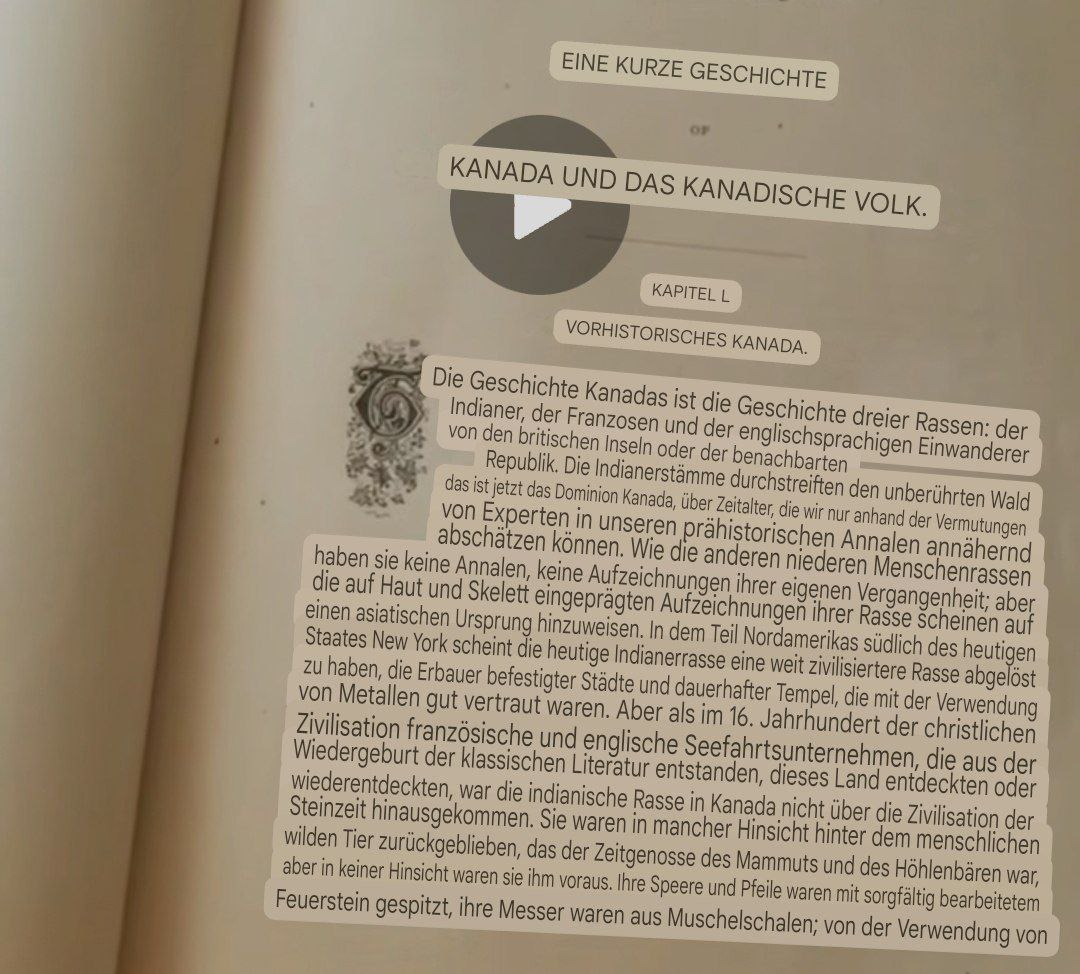 EINE KURZE GESCHICHTE
OF
KANADA UND DAS KANADISCHE VOLK.
KAPITEL L
VORHISTORISCHES KANADA.
Die Geschichte Kanadas ist die Geschichte dreier Rassen: der
Indianer, der Franzosen und der englischsprachigen Einwanderer
von den britischen Inseln oder der benachbarten
Republik. Die Indianerstämme durchstreiften den unberührten Wald
das ist jetzt das Dominion Kanada, über Zeitalter, die wir nur anhand der Vermutungen
von Experten in unseren prähistorischen Annalen annähernd
abschätzen können. Wie die anderen niederen Menschenrassen
haben sie keine Annalen, keine Aufzeichnungen ihrer eigenen Vergangenheit; aber
die auf Haut und Skelett eingeprägten Aufzeichnungen ihrer Rasse scheinen auf
einen asiatischen Ursprung hinzuweisen. In dem Teil Nordamerikas südlich des heutigen
Staates New York scheint die heutige Indianerrasse eine weit zivilisiertere Rasse abgelöst
zu haben, die Erbauer befestigter Städte und dauerhafter Tempel, die mit der Verwendung
von Metallen gut vertraut waren. Aber als im 16. Jahrhundert der christlichen
Zivilisation französische und englische Seefahrtsunternehmen, die aus der
Wiedergeburt der klassischen Literatur entstanden, dieses Land entdeckten oder
wiederentdeckten, war die indianische Rasse in Kanada nicht über die Zivilisation der
Steinzeit hinausgekommen. Sie waren in mancher Hinsicht hinter dem menschlichen
wilden Tier zurückgeblieben, das der Zeitgenosse des Mammuts und des Höhlenbären war,
aber in keiner Hinsicht waren sie ihm voraus. Ihre Speere und Pfeile waren mit sorgfältig bearbeitetem
Feuerstein gespitzt, ihre Messer waren aus Muschelschalen; von der Verwendung von